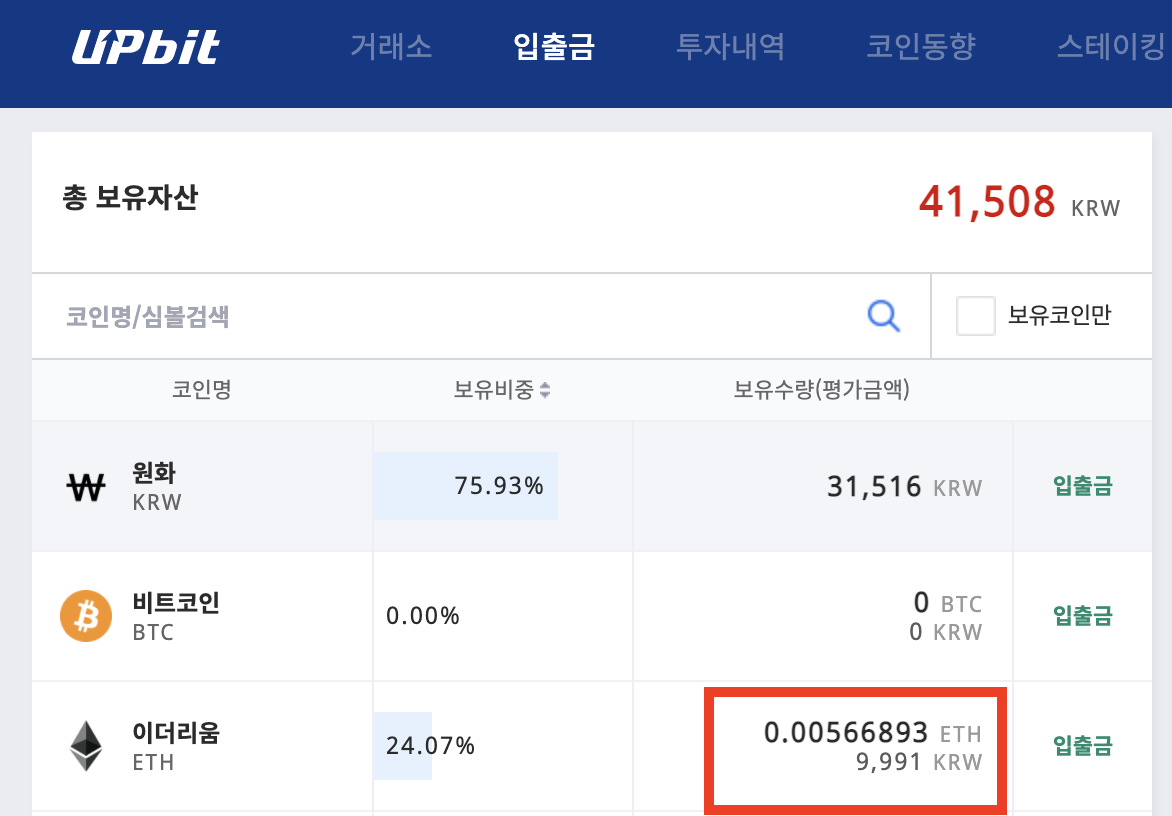 UPbit 거래소 입출금 투자내역 코인동향 스테이킹
총 보유자산 41,508 KRW
코인명/심볼검색 보유코인만
코인명 보유비중 보유수량(평가금액)
원화
KRW
75.93% 31,516 KRW 입출금
비트코인
BTC
0.00%
0 BTC
0 KRW
입출금
이더리움
ETH
24.07%
0.00566893 ETH
9,991 KRW
입출금